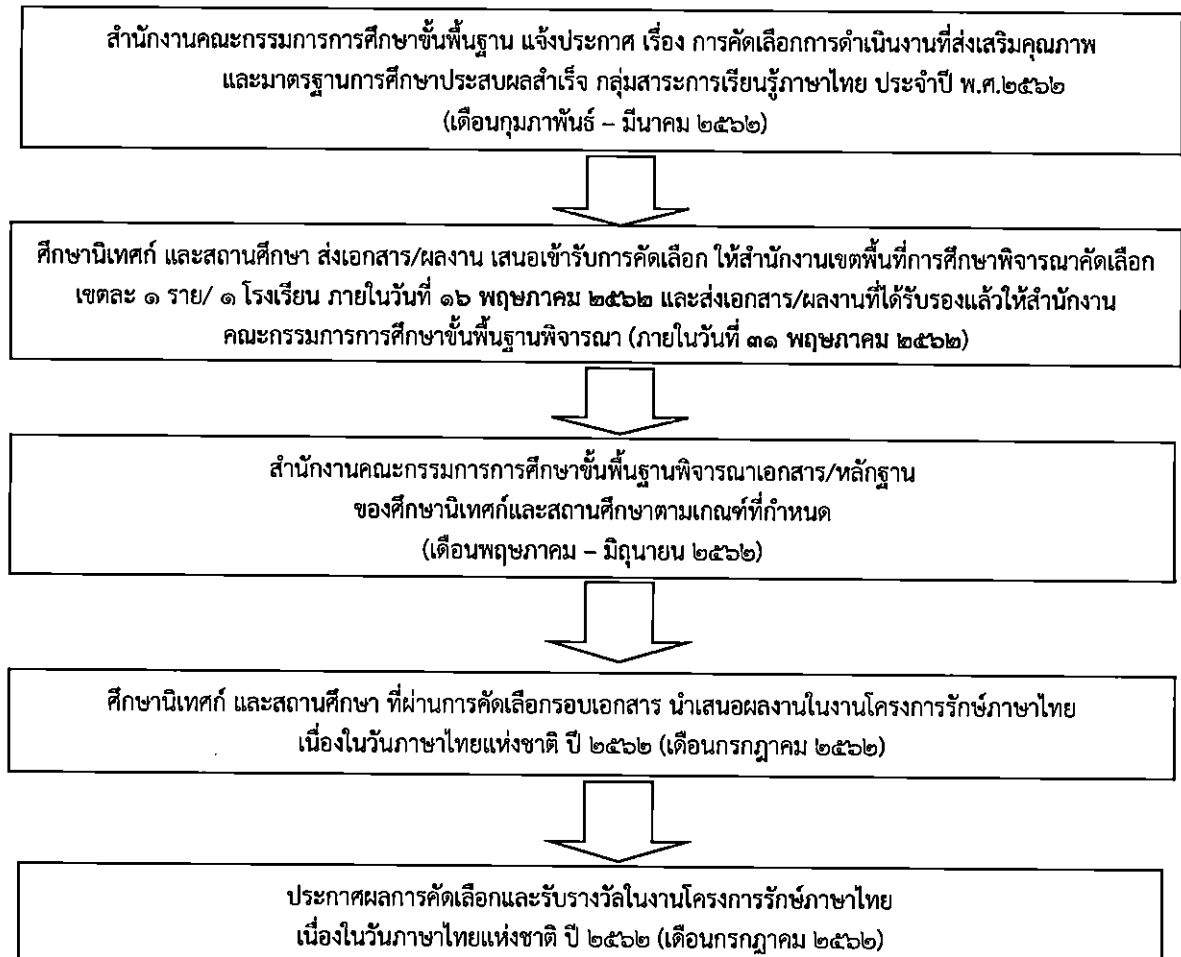 สำนักงานคณะกรรมการการศึกษาขั้นพื้นฐาน แจ้งประกาศ เรื่อง การคัดเลือกการดำเนินงานที่ส่งเสริมคุณภาพ
และมาตรฐานการศึกษาประสบผลสำเร็จ กลุ่มสาระการเรียนรู้ภาษาไทย ประจำปี พ.ศ.๒๕๖๒
(เดือนกุมภาพันธ์ – มีนาคม ๒๕๖๒)
ศึกษานิเทศก์ และสถานศึกษา ส่งเอกสาร/ผลงาน เสนอเข้ารับการคัดเลือก ให้สำนักงานเขตพื้นที่การศึกษาพิจารณาคัดเลือก
เขตละ ๑ ราย/ ๑ โรงเรียน ภายในวันที่ ๑๖ พฤษภาคม ๒๕๖๒ และส่งเอกสาร/ผลงานที่ได้รับรองแล้วให้สำนักงาน
คณะกรรมการการศึกษาขั้นพื้นฐานพิจารณา (ภายในวันที่ ๓๑ พฤษภาคม ๒๕๖๒)
สำนักงานคณะกรรมการการศึกษาขั้นพื้นฐานพิจารณาเอกสาร/หลักฐาน
ของศึกษานิเทศก์และสถานศึกษาตามเกณฑ์ที่กำหนด
(เดือนพฤษภาคม – มิถุนายน ๒๕๖๒)
ศึกษานิเทศก์ และสถานศึกษา ที่ผ่านการคัดเลือกรอบเอกสาร นำเสนอผลงานในงานโครงการรักษ์ภาษาไทย
เนื่องในวันภาษาไทยแห่งชาติ ปี ๒๕๖๒ (เดือนกรกฎาคม ๒๕๖๒)
ประกาศผลการคัดเลือกและรับรางวัลในงานโครงการรักษ์ภาษาไทย
เนื่องในวันภาษาไทยแห่งชาติ ปี ๒๕๖๒ (เดือนกรกฎาคม ๒๕๖๒)